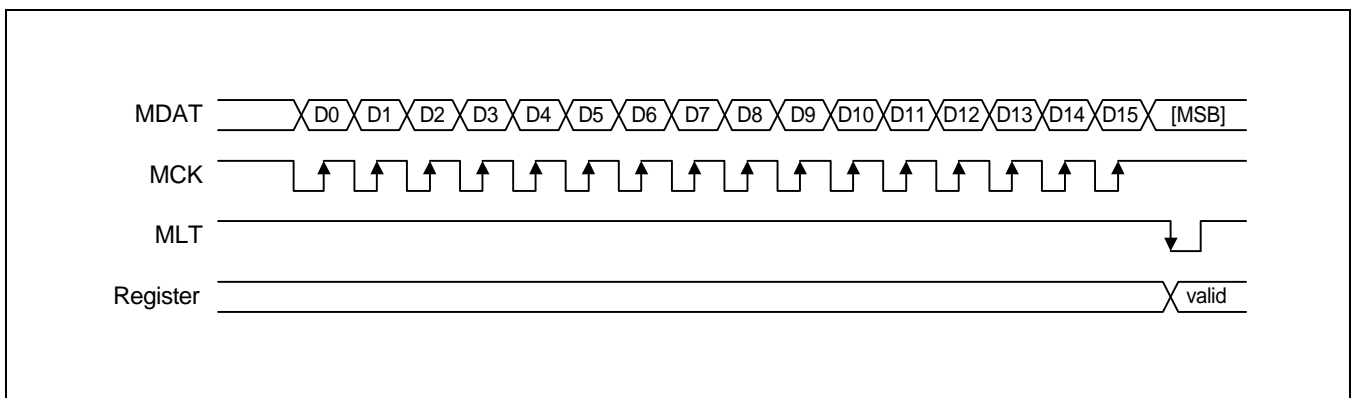 MDAT D0 D1 D2 D3 D4 D5 D6 D7 D8 D9 D10 D11 D12 D13 D14 D15 [MSB]
MCK
MLT
Register valid